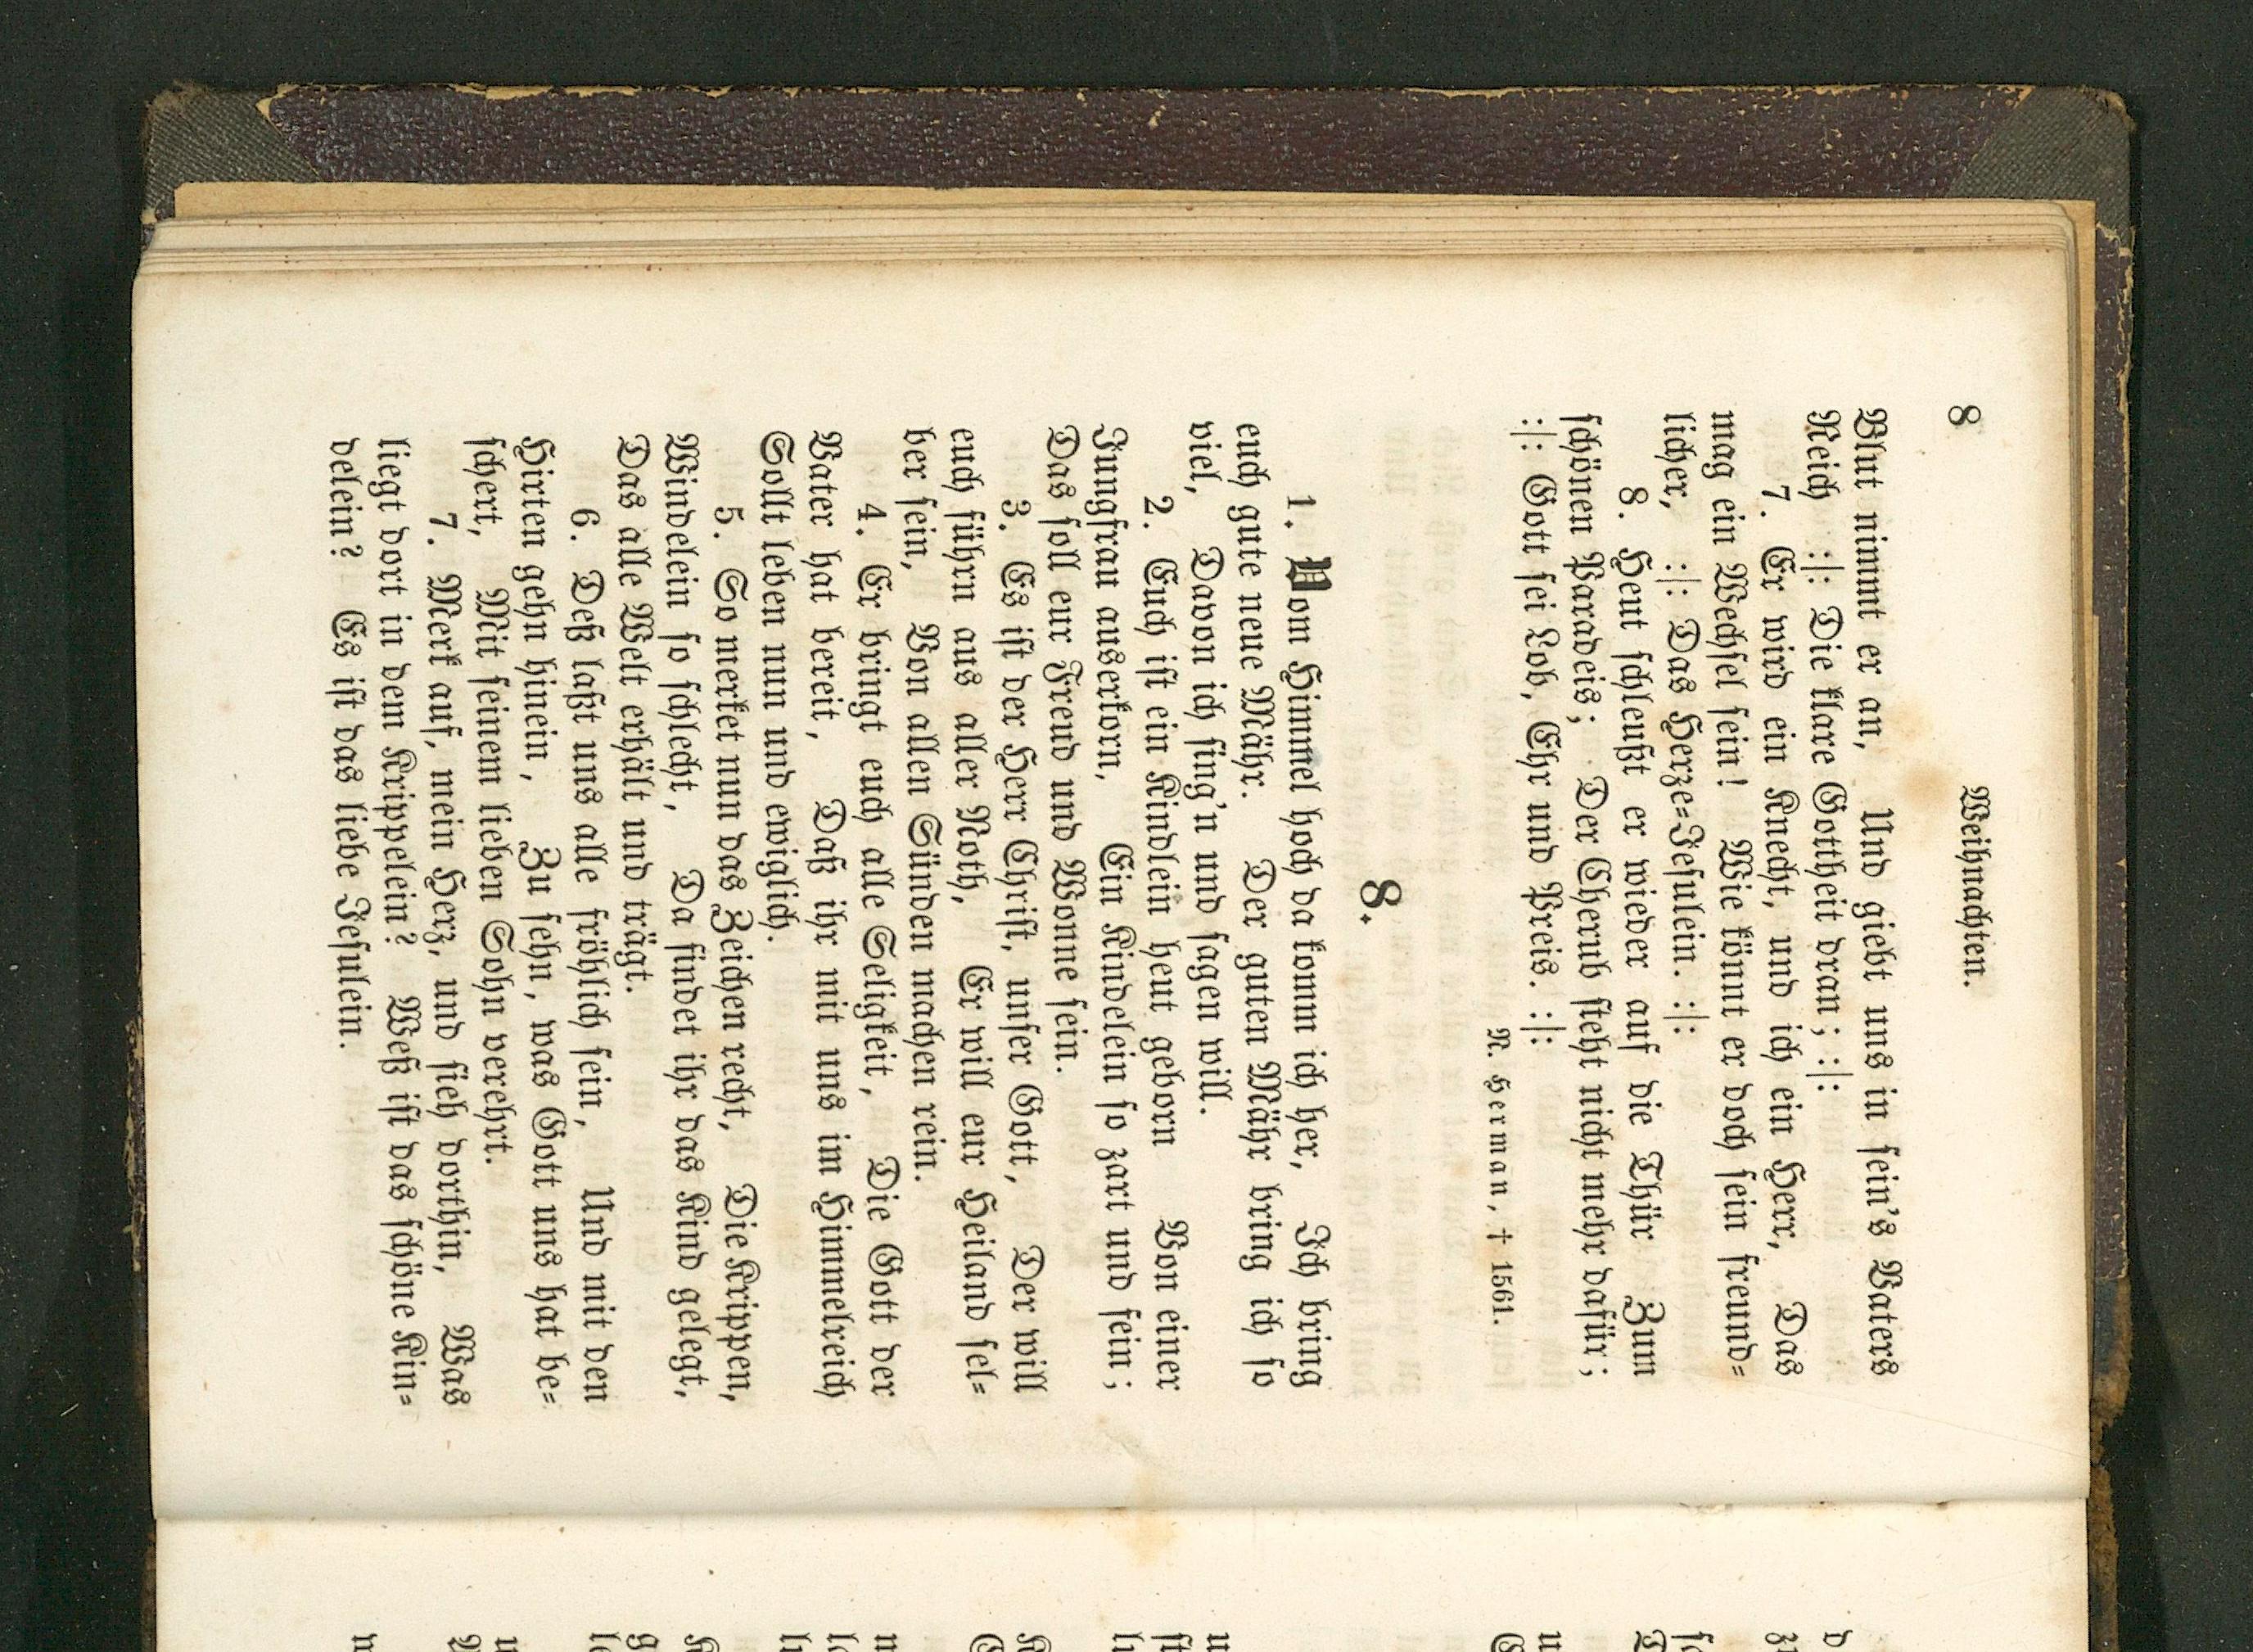 8 Weihnachten.
Blut nimmt er an, Und giebt uns in sein's Vaters
Reich :|: Die klare Gottheit dran; :|:
7. Er wird ein Knecht, und ich ein Herr, Das
mag ein Wechsel sein! Wie könnt er doch sein freund-
licher, :|: Das Herze-Jesulein. :|:
8. Heut schleußt er wieder auf die Thür Zum
schönen Paradeis; Der Cherub steht nicht mehr dafür;
:|: Gott sei Lob, Ehr und Preis. :|:
N. Herman, † 1561.
8.
1. Vom Himmel hoch da komm ich her, Ich bring
euch gute neue Mähr. Der guten Mähr bring ich so
viel, Davon ich sing'n und sagen will.
2. Euch ist ein Kindlein heut geborn Von einer
Jungfrau auserkorn, Ein Kindelein so zart und fein;
Das soll eur Freud und Wonne sein.
3. Es ist der Herr Christ, unser Gott, Der will
euch führn aus aller Noth, Er will eur Heiland sel-
ber sein, Von allen Sünden machen rein.
4. Er bringt euch alle Seligkeit, Die Gott der
Vater hat bereit, Daß ihr mit uns im Himmelreich
Sollt leben nun und ewiglich.
5. So merket nun das Zeichen recht, Die Krippen,
Windelein so schlecht, Da findet ihr das Kind gelegt,
Das alle Welt erhält und trägt.
6. Deß laßt uns alle fröhlich sein, Und mit den
Hirten gehn hinein, Zu sehn, was Gott uns hat be-
schert, Mit seinem lieben Sohn verehrt.
7. Merk auf, mein Herz, und sieh dorthin, Was
liegt dort in dem Krippelein? Weß ist das schöne Kin-
delein? Es ist das liebe Jesulein.